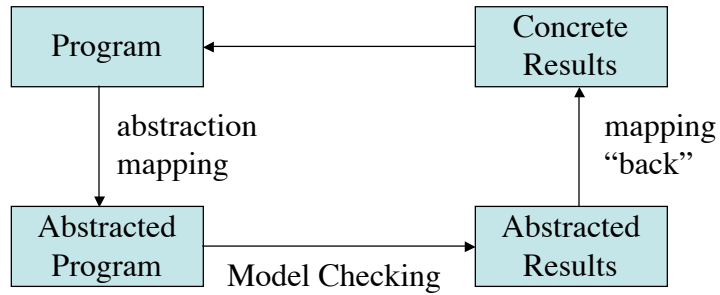 Program
Concrete
Results
abstraction
mapping
mapping
“back”
Abstracted
Program
Model Checking
Abstracted
Results